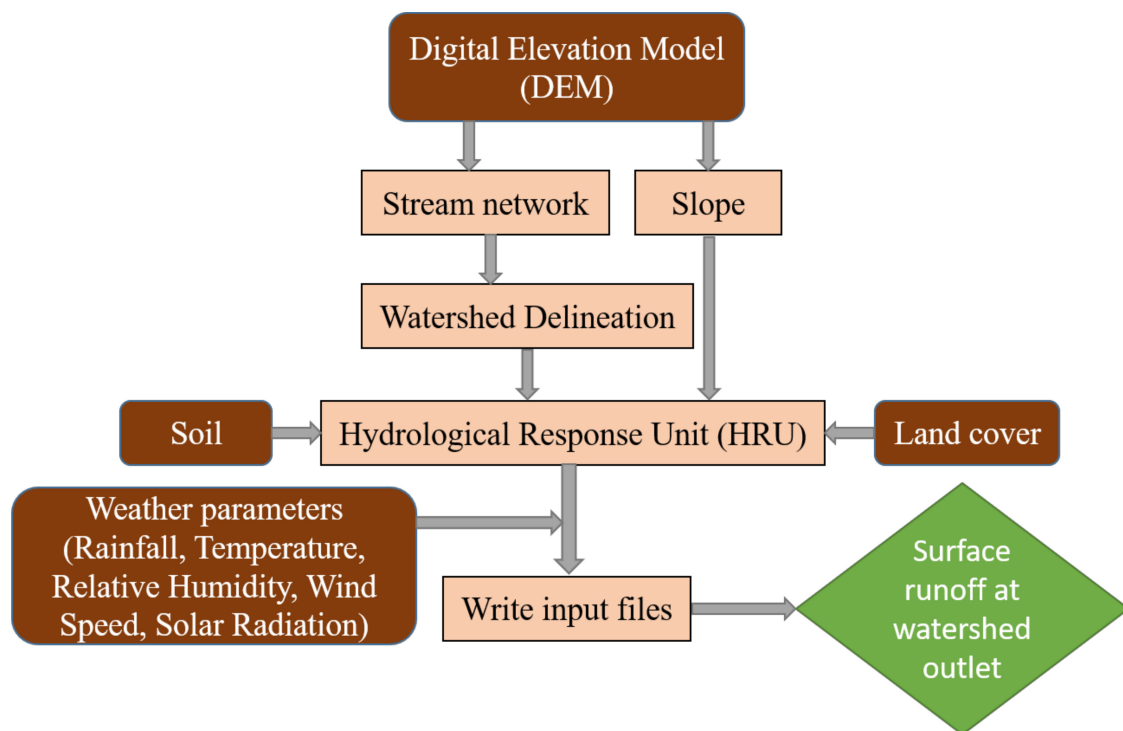 Digital Elevation Model
(DEM)
Stream network
Slope
Watershed Delineation
Soil
Hydrological Response Unit (HRU)
Land cover
Weather parameters
(Rainfall, Temperature,
Relative Humidity, Wind
Speed, Solar Radiation)
Write input files
Surface
runoff at
watershed
outlet